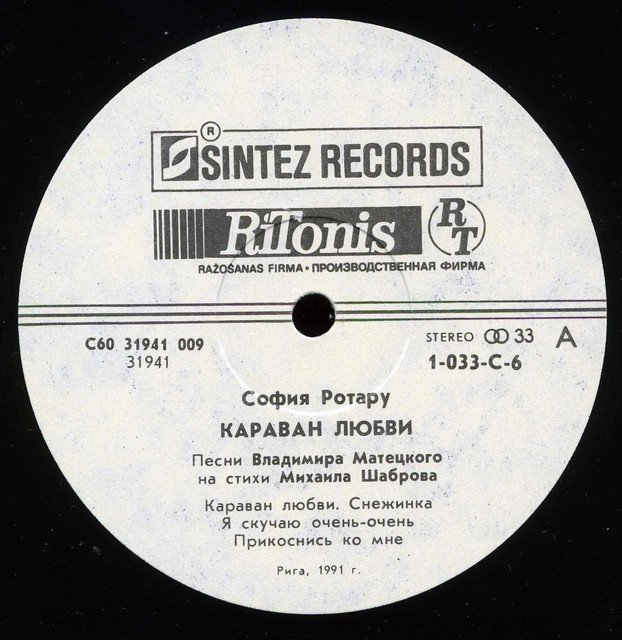 ®
SINTEZ RECORDS
RiTonis RT
RAŽOŠANAS FIRMA • ПРОИЗВОДСТВЕННАЯ ФИРМА
С60 31941 009
31941
STEREO 33 A
1-033-С-6
София Ротару
КАРАВАН ЛЮБВИ
Песни Владимира Матецкого
на стихи Михаила Шаброва
Караван любви. Снежинка
Я скучаю очень-очень
Прикоснись ко мне
Рига, 1991 г.